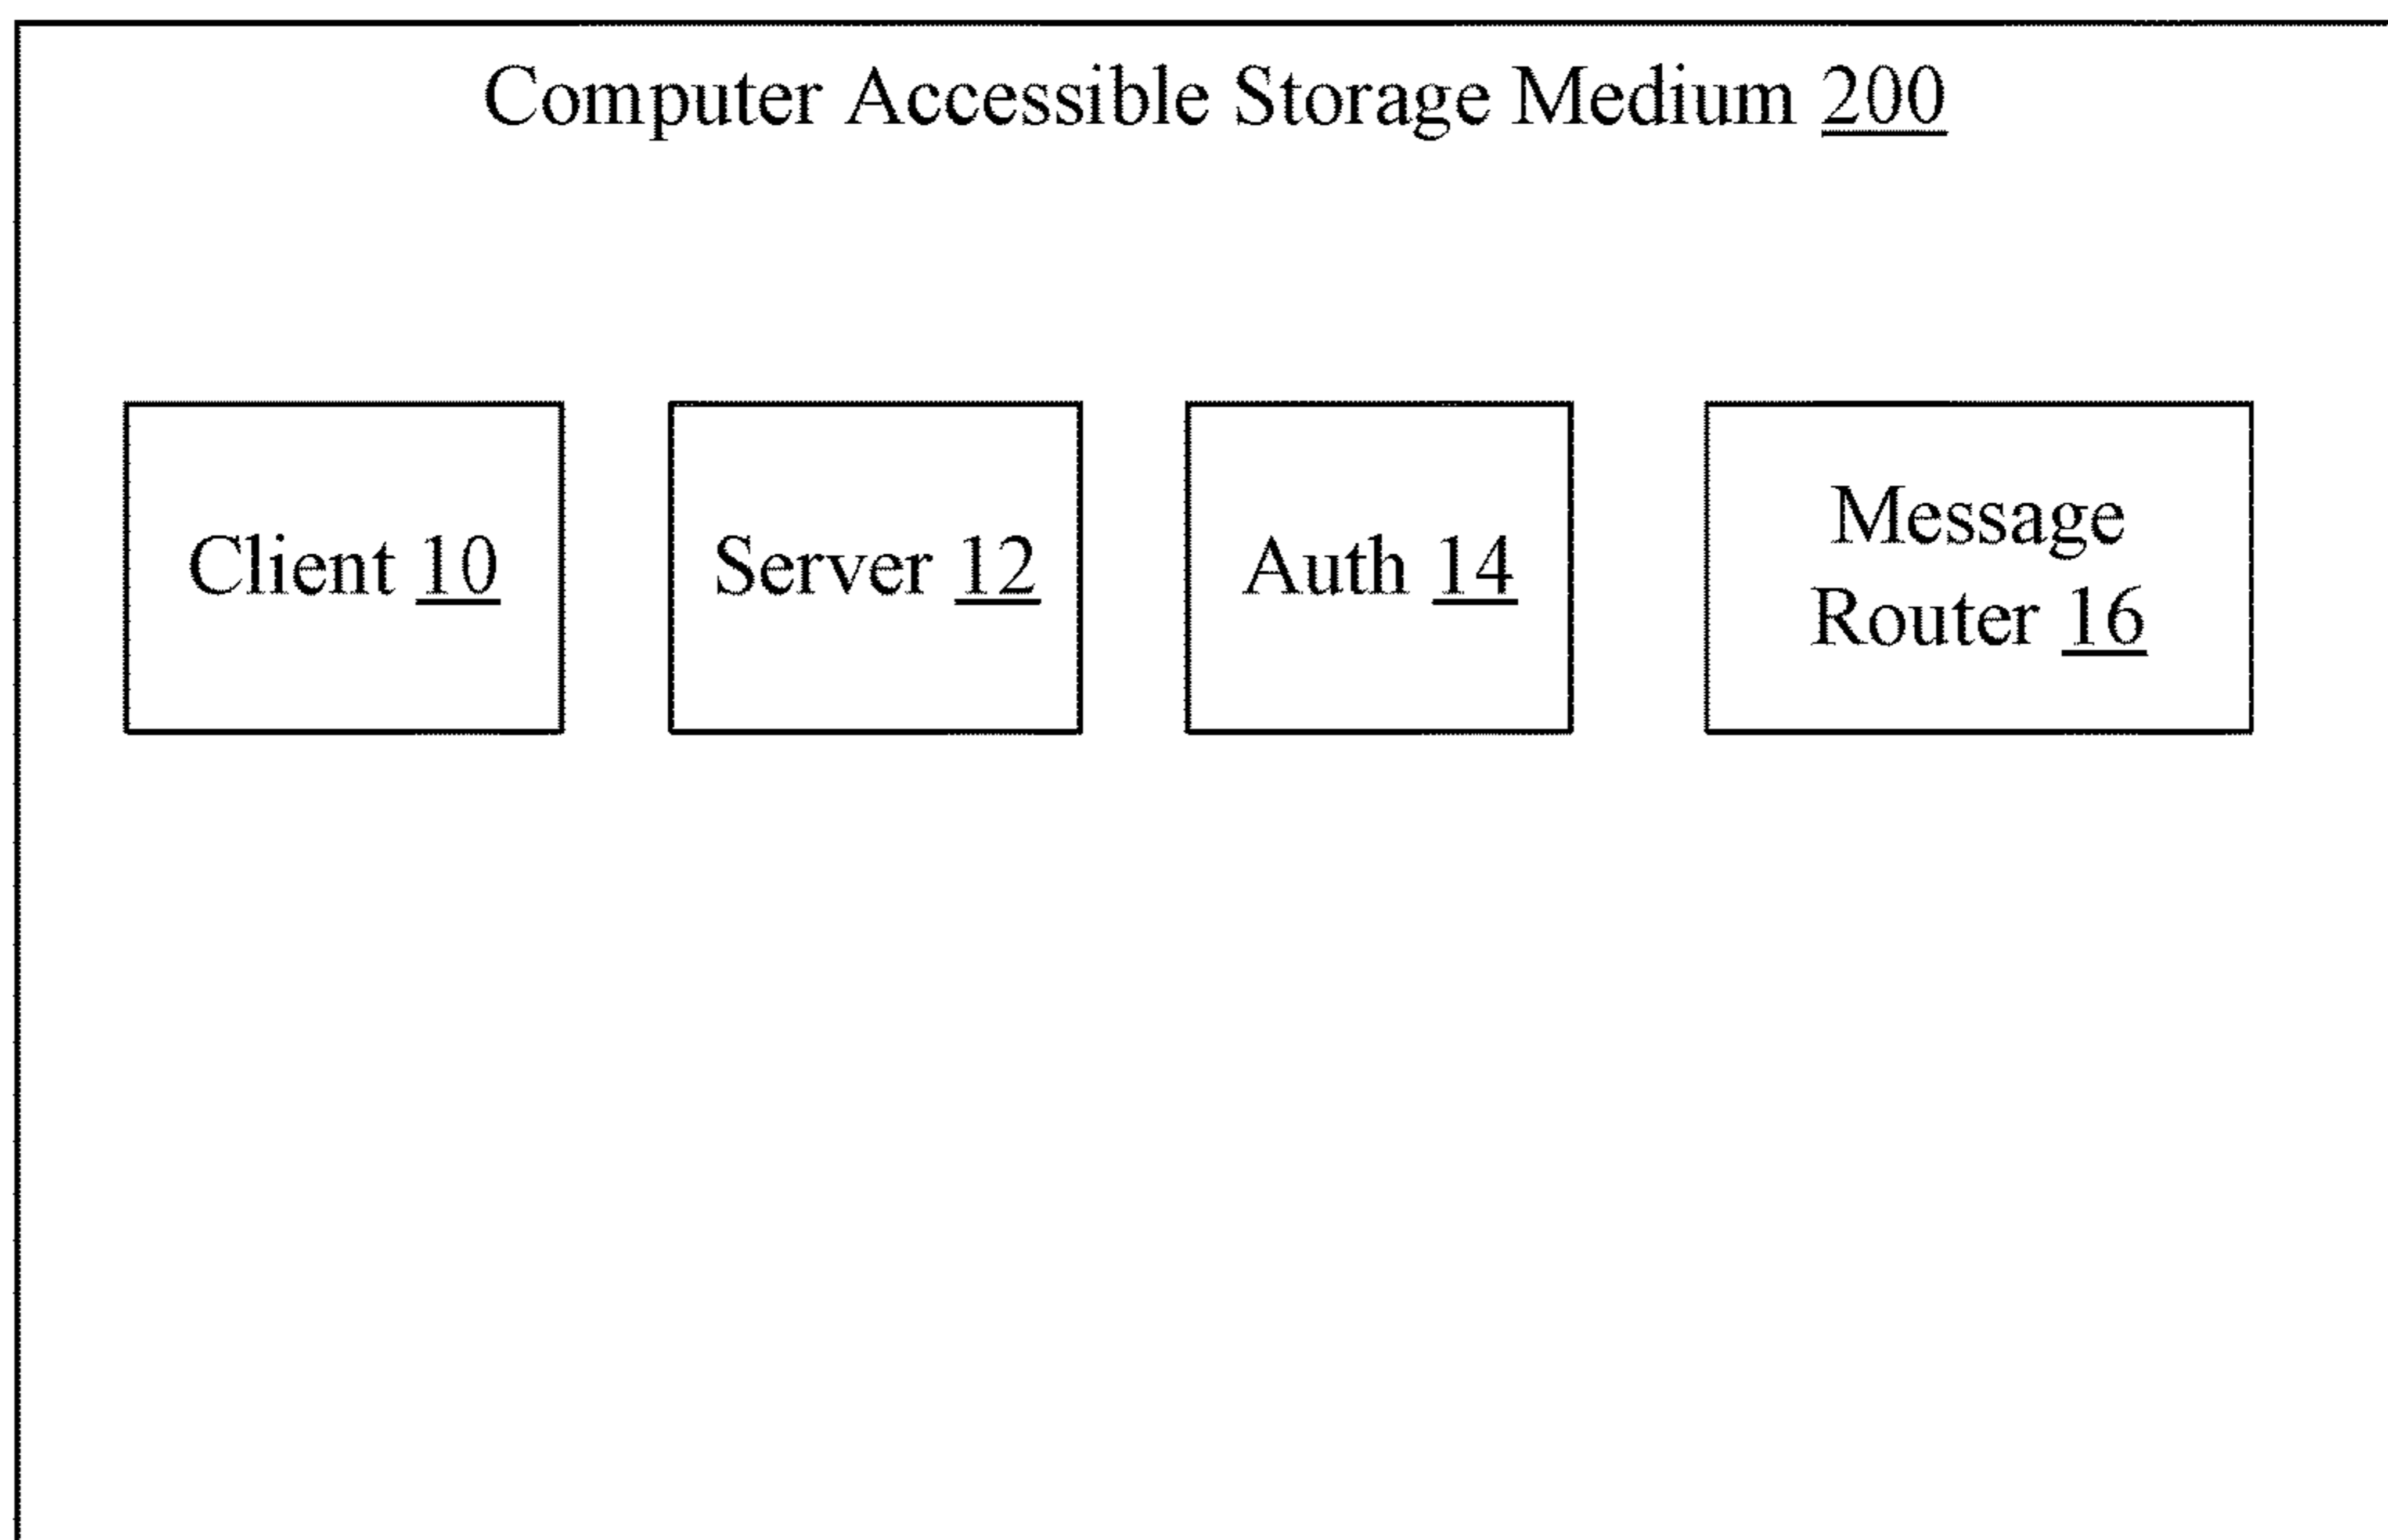 Computer Accessible Storage Medium 200
Client 10
Server 12
Auth 14
Message
Router 16